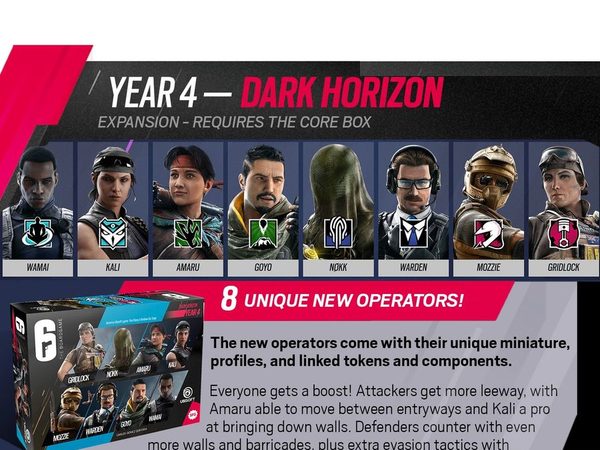 YEAR 4 — DARK HORIZON
EXPANSION - REQUIRES THE CORE BOX
WAMAI KALI AMARU GOYO NØKK WARDEN MOZZIE GRIDLOCK
8 UNIQUE NEW OPERATORS!
The new operators come with their unique miniature,
profiles, and linked tokens and components.
Everyone gets a boost! Attackers get more leeway, with
Amaru able to move between entryways and Kali a pro
at bringing down walls. Defenders counter with even
more walls and barricades, plus extra evasion tactics with
YEAR 4
6
GRIDLOCK NØKK AMARU KALI
MOZZIE WARDEN GOYO WAMAI
UBISOFT